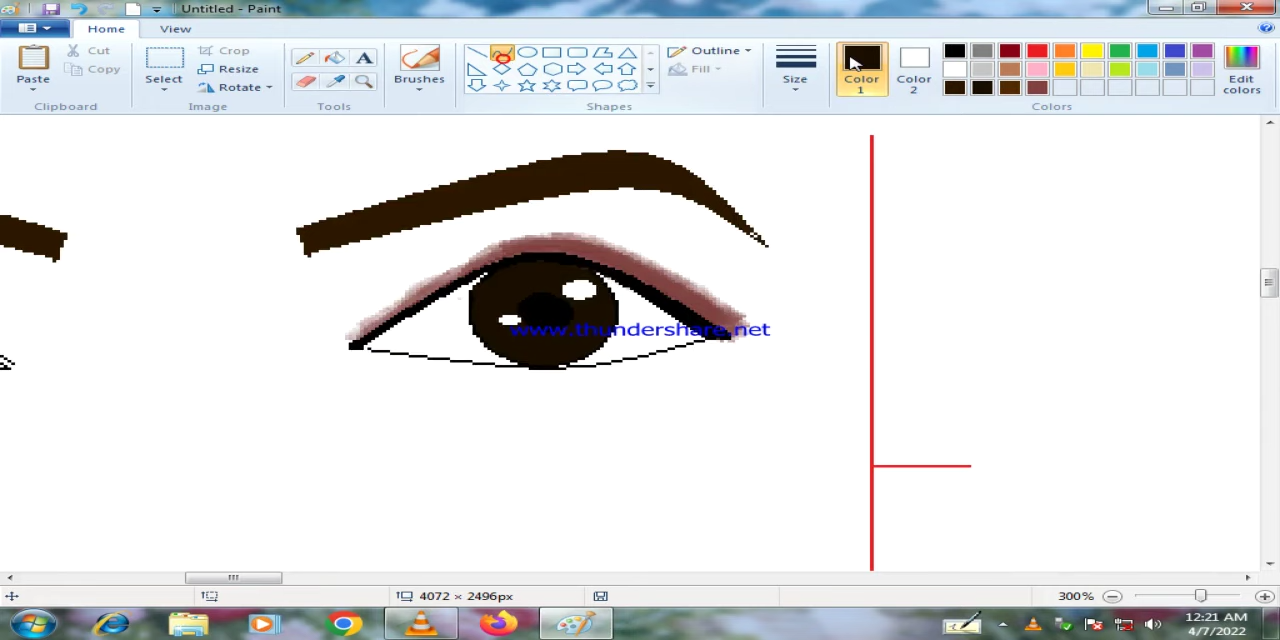 Untitled - Paint
Home View
Paste
Cut
Copy
Clipboard
Select
Crop
Resize
Rotate
Image
A
Tools
Brushes
Shapes
Outline
Fill
Size
Color 1
Color 2
Edit colors
Colors
www.thundershare.net
4072 × 2496px
300%
12:21 AM
4/7/2022